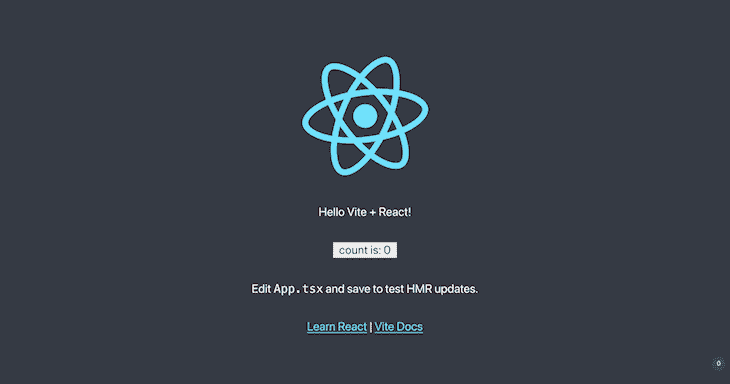 Hello Vite + React!
count is: 0
Edit App.tsx and save to test HMR updates.
Learn React | Vite Docs
0